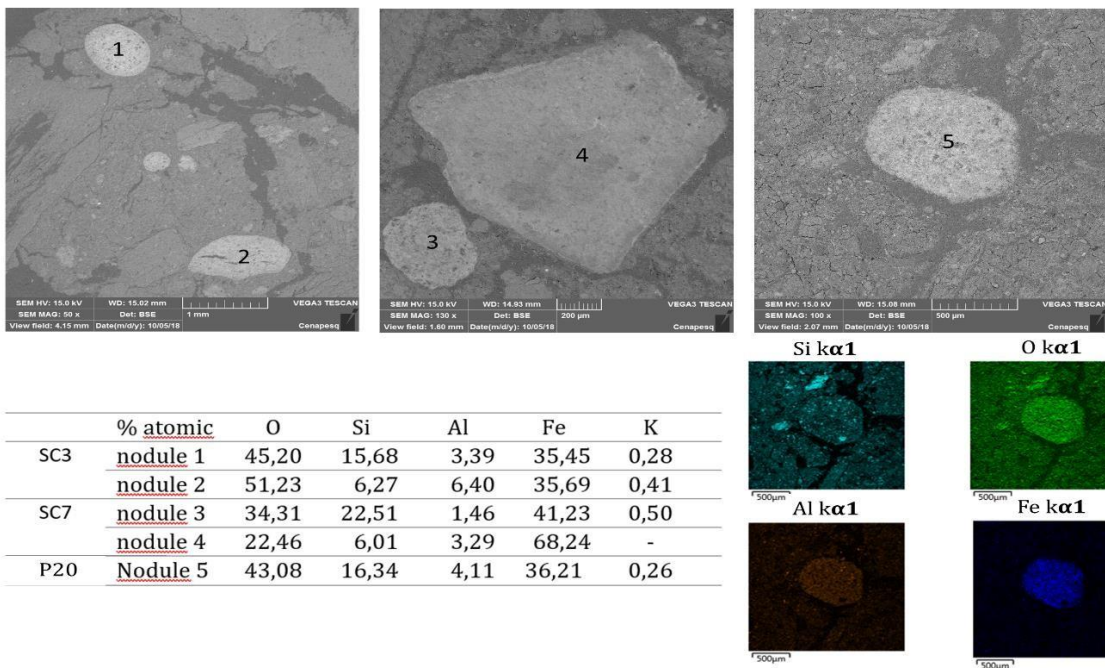 1
2
SEM HV: 15.0 kV WD: 15.02 mm VEGA3 TESCAN
SEM MAG: 50 x Det: BSE 1 mm
View field: 4.15 mm Date(m/d/y): 10/05/18 Cenapesq
4
3
SEM HV: 15.0 kV WD: 14.93 mm VEGA3 TESCAN
SEM MAG: 130 x Det: BSE 200 µm
View field: 1.60 mm Date(m/d/y): 10/05/18 Cenapesq
5
SEM HV: 15.0 kV WD: 15.08 mm VEGA3 TESCAN
SEM MAG: 100 x Det: BSE 500 µm
View field: 2.07 mm Date(m/d/y): 10/05/18 Cenapesq
% atomic O Si Al Fe K
SC3 nodule 1 45,20 15,68 3,39 35,45 0,28
nodule 2 51,23 6,27 6,40 35,69 0,41
SC7 nodule 3 34,31 22,51 1,46 41,23 0,50
nodule 4 22,46 6,01 3,29 68,24 -
P20 Nodule 5 43,08 16,34 4,11 36,21 0,26
Si kα1 O kα1
500µm 500µm
Al kα1 Fe kα1
500µm 500µm